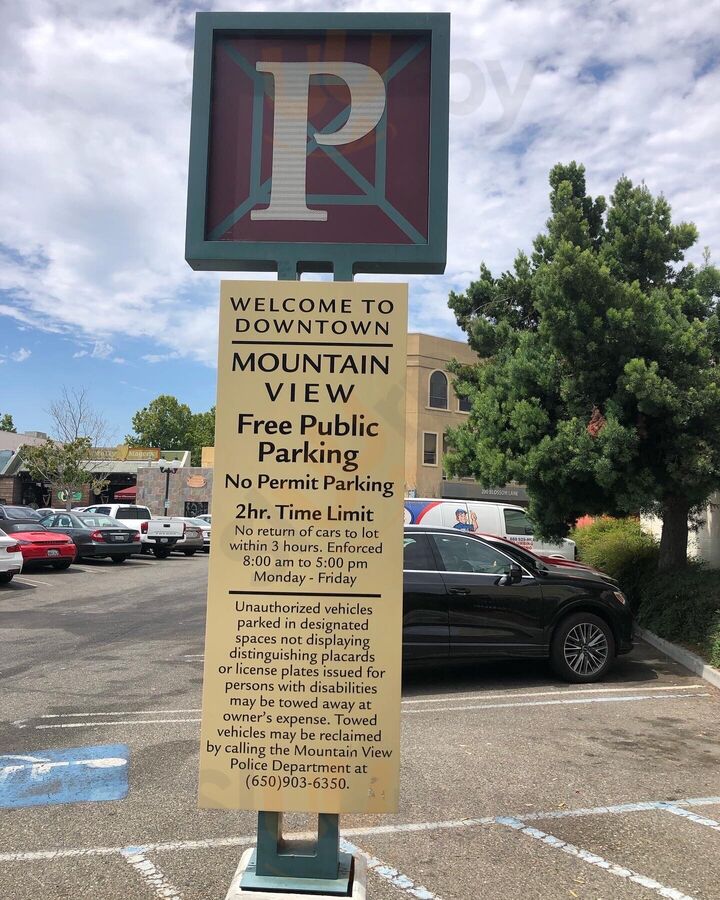 P
WELCOME TO
DOWNTOWN
MOUNTAIN
VIEW
Free Public
Parking
No Permit Parking
2hr. Time Limit
No return of cars to lot
within 3 hours. Enforced
8:00 am to 5:00 pm
Monday - Friday
Unauthorized vehicles
parked in designated
spaces not displaying
distinguishing placards
or license plates issued for
persons with disabilities
may be towed away at
owner's expense. Towed
vehicles may be reclaimed
by calling the Mountain View
Police Department at
(650)903-6350.